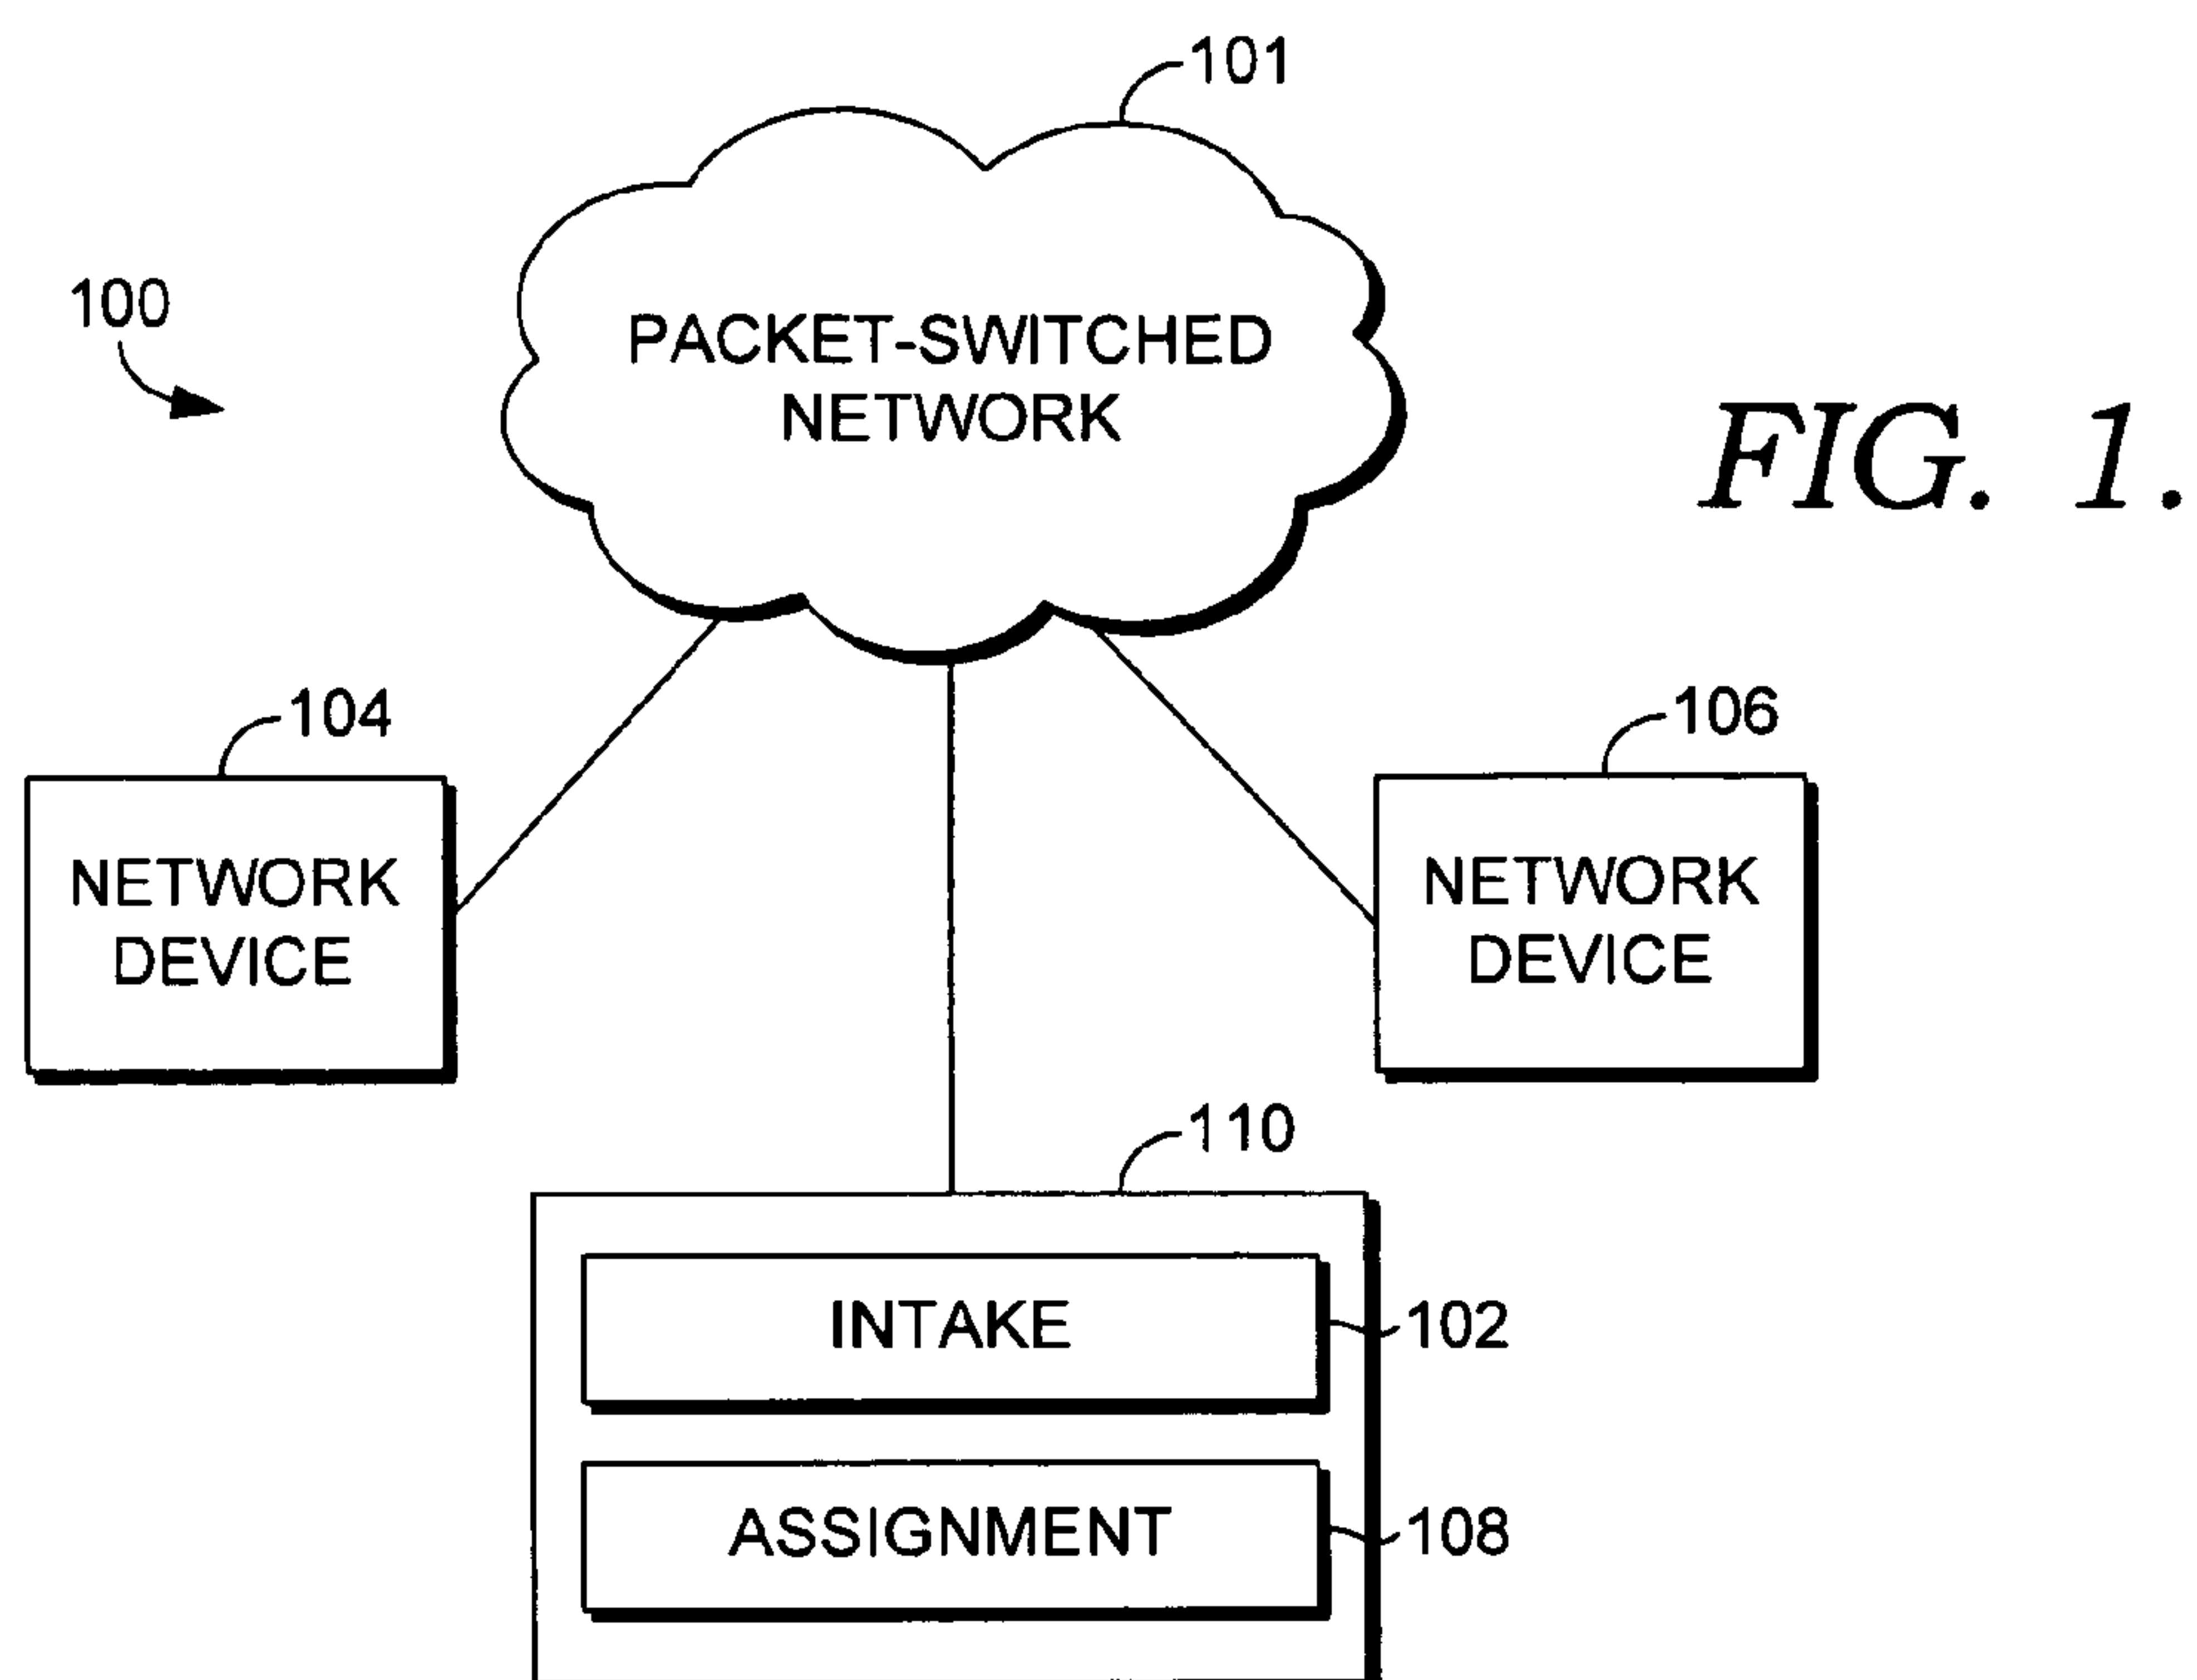 101
100
PACKET-SWITCHED
NETWORK
FIG. 1.
104
106
NETWORK
DEVICE
NETWORK
DEVICE
110
INTAKE
102
ASSIGNMENT
108